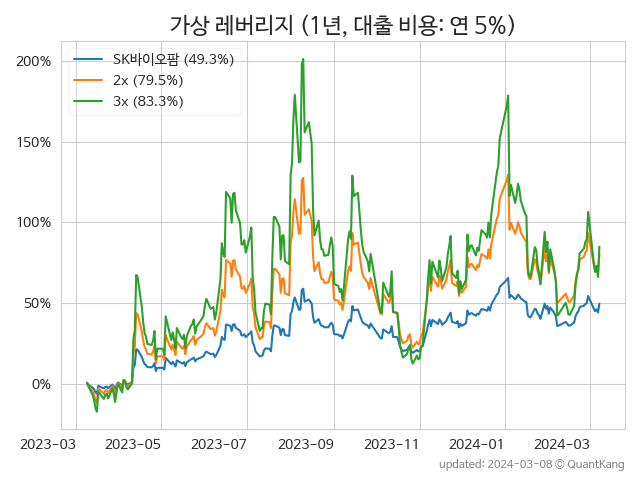 가상 레버리지 (1년, 대출 비용: 연 5%)
SK바이오팜 (49.3%)
2x (79.5%)
3x (83.3%)
200%
150%
100%
50%
0%
2023-03 2023-05 2023-07 2023-09 2023-11 2024-01 2024-03
updated: 2024-03-08 © QuantKang